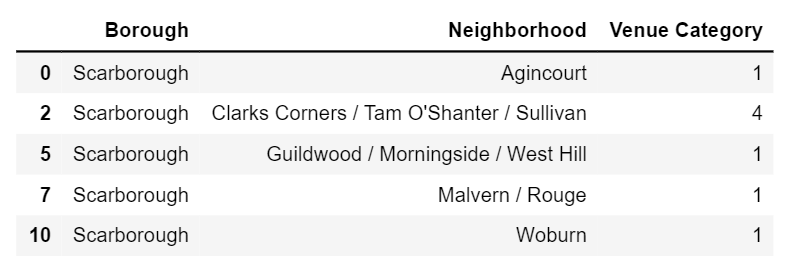 Borough Neighborhood Venue Category
0 Scarborough Agincourt 1
2 Scarborough Clarks Corners / Tam O'Shanter / Sullivan 4
5 Scarborough Guildwood / Morningside / West Hill 1
7 Scarborough Malvern / Rouge 1
10 Scarborough Woburn 1